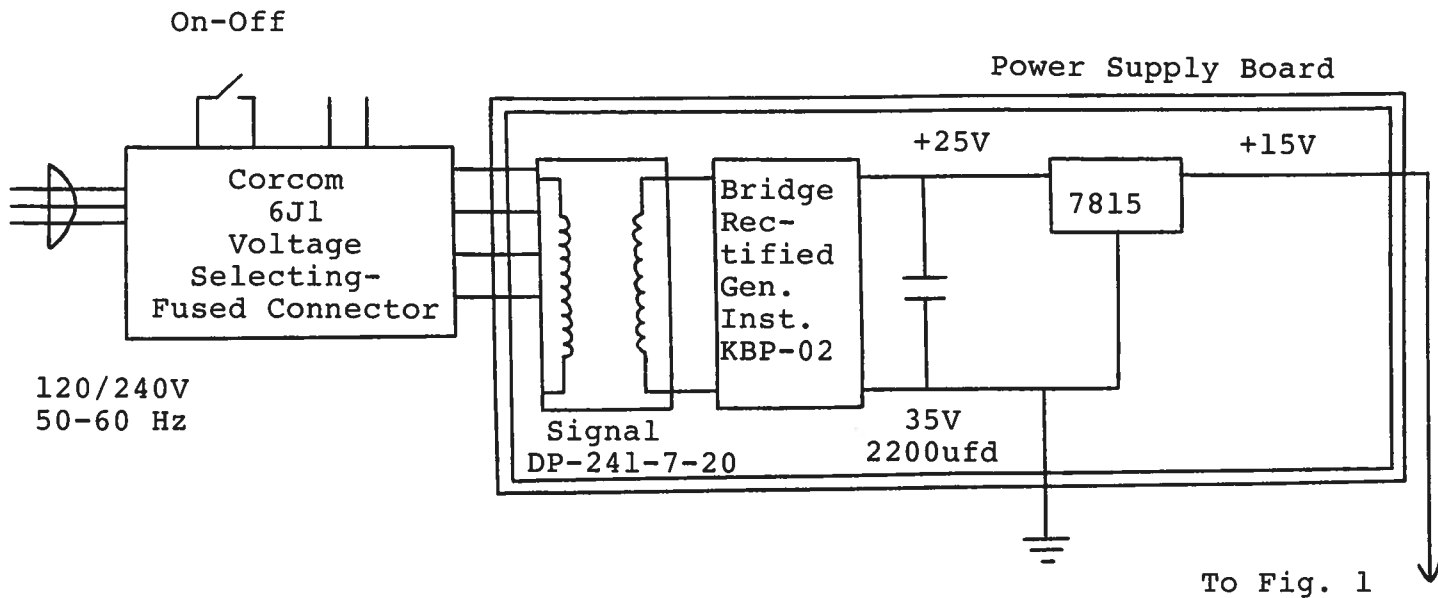 On-Off
Power Supply Board
+25V
+15V
Corcom
6J1
Voltage
Selecting-
Fused Connector
Bridge
Rec-
tified
Gen.
Inst.
KBP-02
7815
120/240V
50-60 Hz
Signal
DP-241-7-20
35V
2200ufd
To Fig. 1